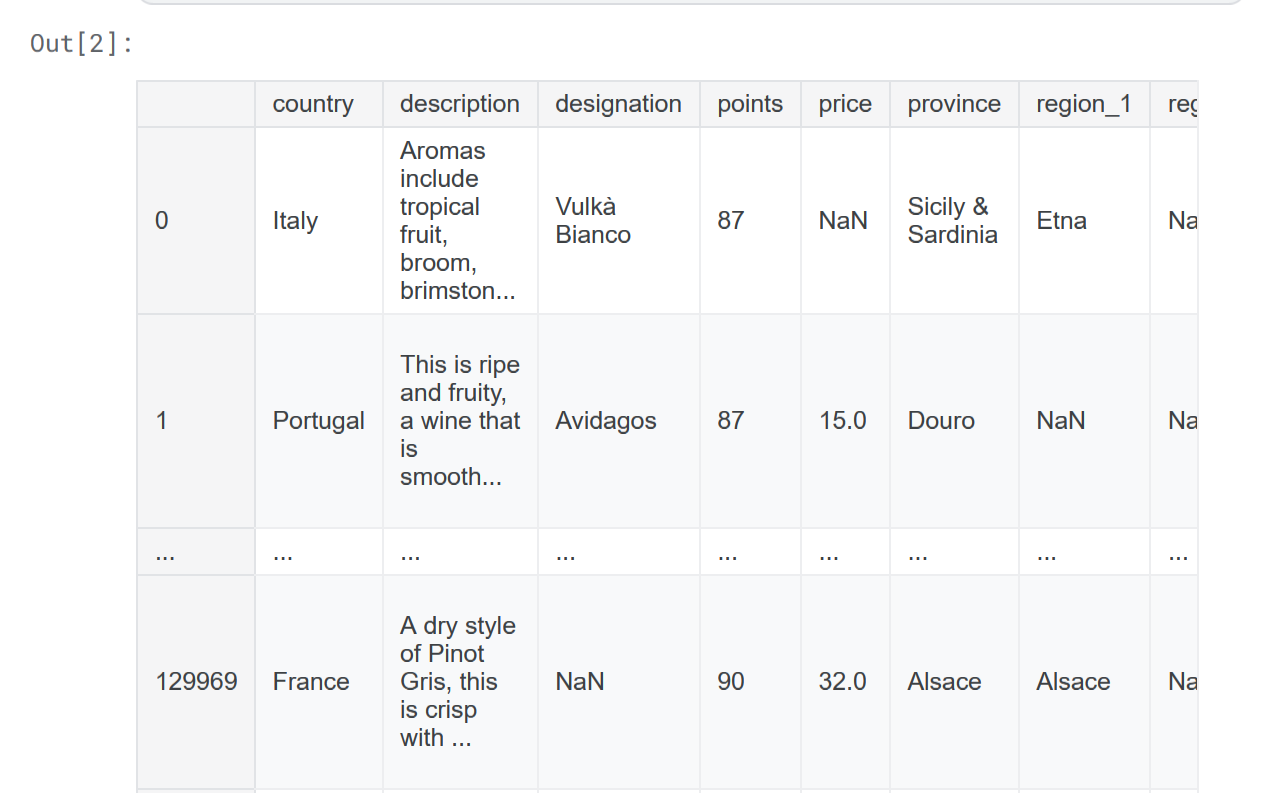 Out[2]:
country description designation points price province region_1 reg
0 Italy Aromas include tropical fruit, broom, brimston... Vulkà Bianco 87 NaN Sicily & Sardinia Etna Na
1 Portugal This is ripe and fruity, a wine that is smooth... Avidagos 87 15.0 Douro NaN Na
... ... ... ... ... ... ... ... ...
129969 France A dry style of Pinot Gris, this is crisp with ... NaN 90 32.0 Alsace Alsace Na